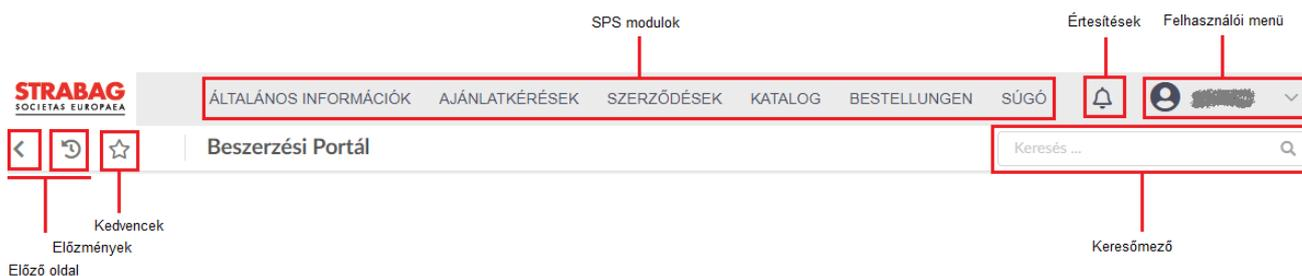 SPS modulok
Értesítések
Felhasználói menü
STRABAG
SOCIETAS EUROPAEA
ÁLTALÁNOS INFORMÁCIÓK AJÁNLATKÉRÉSEK SZERZŐDÉSEK KATALOG BESTELLUNGEN SÚGÓ
Beszerzési Portál
Keresés ...
Kedvencek
Előzmények
Előző oldal
Keresőmező